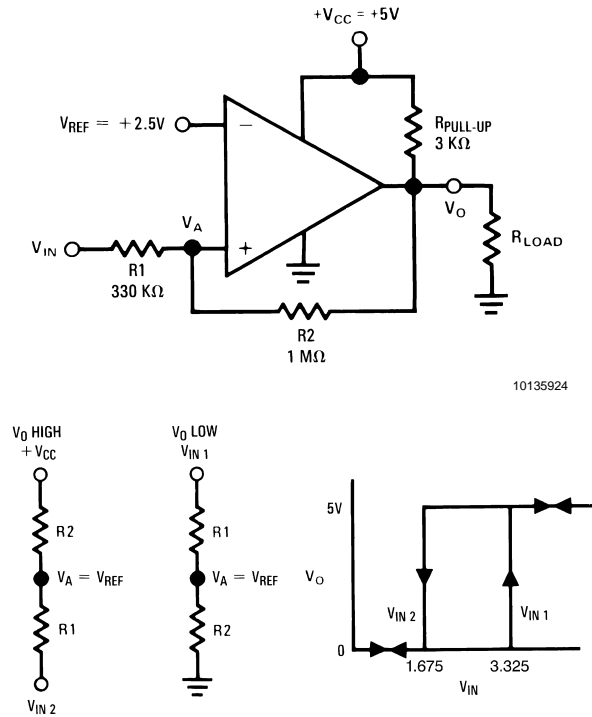 +VCC = +5V
VREF = +2.5V
−
RPULL-UP
3 KΩ
VA
VO
VIN
+
R1
330 KΩ
RLOAD
R2
1 MΩ
10135924
VO HIGH
+ VCC
R2
VA = VREF
R1
VIN 2
VO LOW
VIN 1
R1
VA = VREF
R2
5V
VO
VIN 2
VIN 1
0
1.675
3.325
VIN